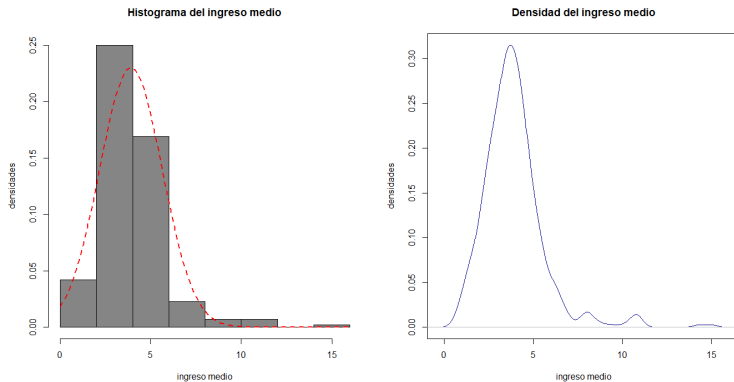 Histograma del ingreso medio
densidades
0.25
0.20
0.15
0.10
0.05
0.00
0 5 10 15
ingreso medio
Densidad del ingreso medio
densidades
0.30
0.25
0.20
0.15
0.10
0.05
0.00
0 5 10 15
ingreso medio